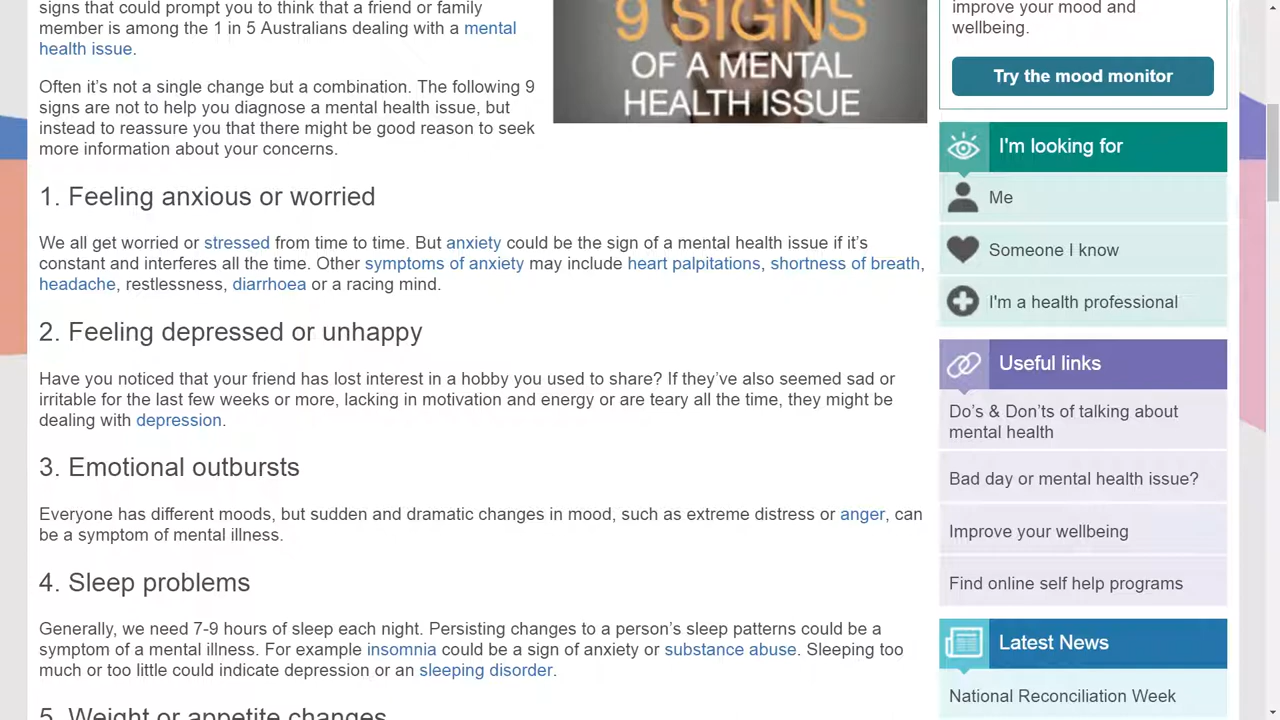 signs that could prompt you to think that a friend or family
member is among the 1 in 5 Australians dealing with a mental
health issue.
Often it’s not a single change but a combination. The following 9
signs are not to help you diagnose a mental health issue, but
instead to reassure you that there might be good reason to seek
more information about your concerns.
9 SIGNS
OF A MENTAL
HEALTH ISSUE
1. Feeling anxious or worried
We all get worried or stressed from time to time. But anxiety could be the sign of a mental health issue if it’s
constant and interferes all the time. Other symptoms of anxiety may include heart palpitations, shortness of breath,
headache, restlessness, diarrhoea or a racing mind.
2. Feeling depressed or unhappy
Have you noticed that your friend has lost interest in a hobby you used to share? If they’ve also seemed sad or
irritable for the last few weeks or more, lacking in motivation and energy or are teary all the time, they might be
dealing with depression.
3. Emotional outbursts
Everyone has different moods, but sudden and dramatic changes in mood, such as extreme distress or anger, can
be a symptom of mental illness.
4. Sleep problems
Generally, we need 7-9 hours of sleep each night. Persisting changes to a person’s sleep patterns could be a
symptom of a mental illness. For example insomnia could be a sign of anxiety or substance abuse. Sleeping too
much or too little could indicate depression or an sleeping disorder.
5. Weight or appetite changes
improve your mood and
wellbeing.
Try the mood monitor
I'm looking for
Me
Someone I know
I'm a health professional
Useful links
Do’s & Don’ts of talking about
mental health
Bad day or mental health issue?
Improve your wellbeing
Find online self help programs
Latest News
National Reconciliation Week